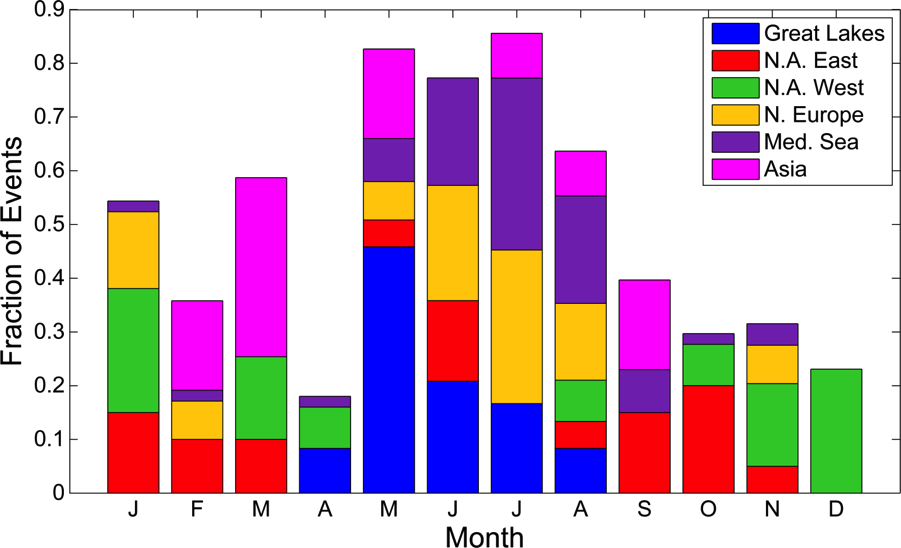 0.9
0.8
0.7
0.6
0.5
0.4
0.3
0.2
0.1
0
Fraction of Events
Great Lakes
N.A. East
N.A. West
N. Europe
Med. Sea
Asia
J F M A M J J A S O N D
Month